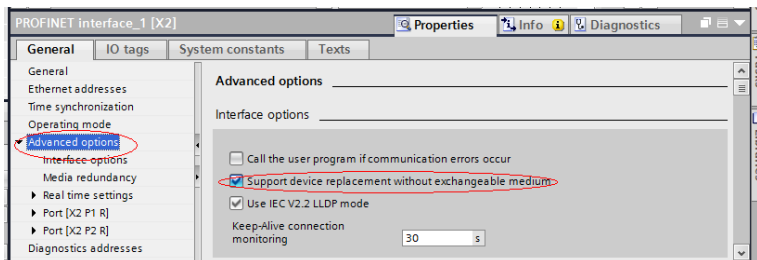 PROFINET interface_1 [X2]
Properties
Info
Diagnostics
General
IO tags
System constants
Texts
General
Ethernet addresses
Time synchronization
Operating mode
Advanced options
Interface options
Media redundancy
Real time settings
Port [X2 P1 R]
Port [X2 P2 R]
Diagnostics addresses
Advanced options
Interface options
Call the user program if communication errors occur
Support device replacement without exchangeable medium
Use IEC V2.2 LLDP mode
Keep-Alive connection
monitoring
30 s